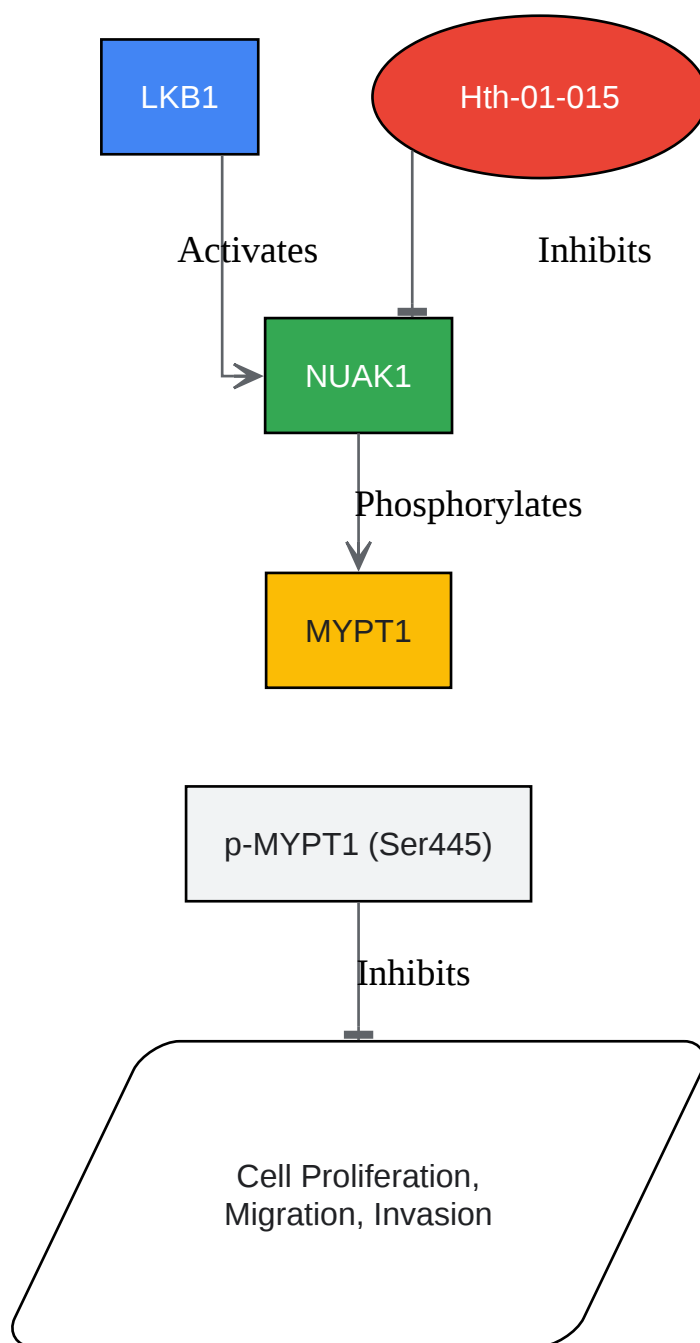 LKB1
Hth-01-015
Activates
Inhibits
NUAK1
Phosphorylates
MYPT1
p-MYPT1 (Ser445)
Inhibits
Cell Proliferation,
Migration, Invasion